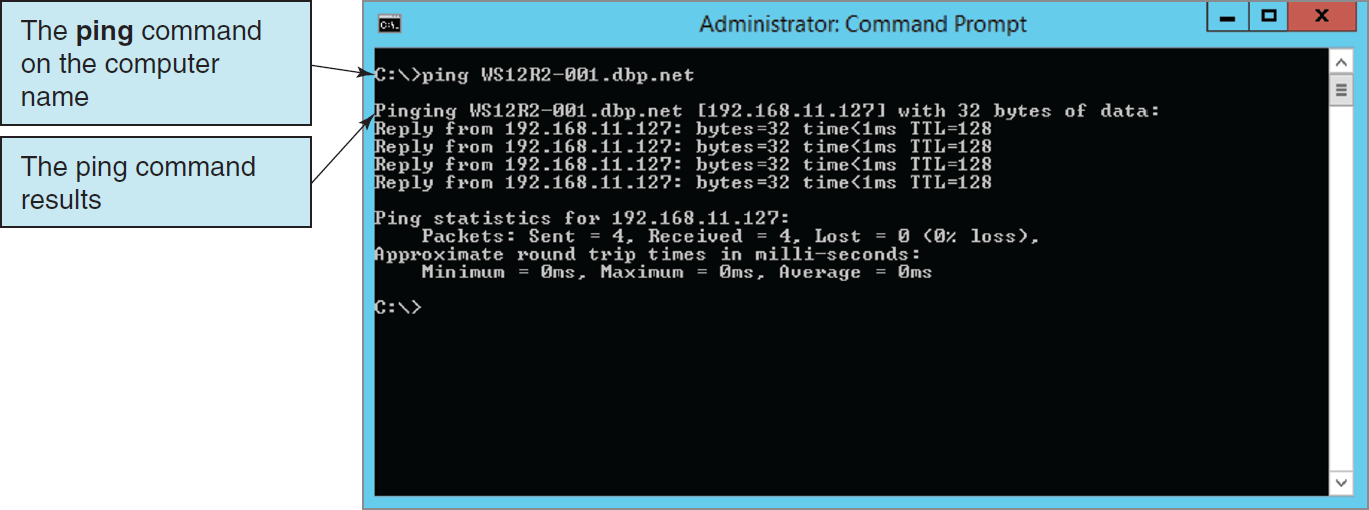 The ping command
on the computer
name
The ping command
results
Administrator: Command Prompt
C:\>ping WS12R2-001.dbp.net
Pinging WS12R2-001.dbp.net [192.168.11.127] with 32 bytes of data:
Reply from 192.168.11.127: bytes=32 time<1ms TTL=128
Reply from 192.168.11.127: bytes=32 time<1ms TTL=128
Reply from 192.168.11.127: bytes=32 time<1ms TTL=128
Reply from 192.168.11.127: bytes=32 time<1ms TTL=128
Ping statistics for 192.168.11.127:
Packets: Sent = 4, Received = 4, Lost = 0 (0% loss),
Approximate round trip times in milli-seconds:
Minimum = 0ms, Maximum = 0ms, Average = 0ms
C:\>